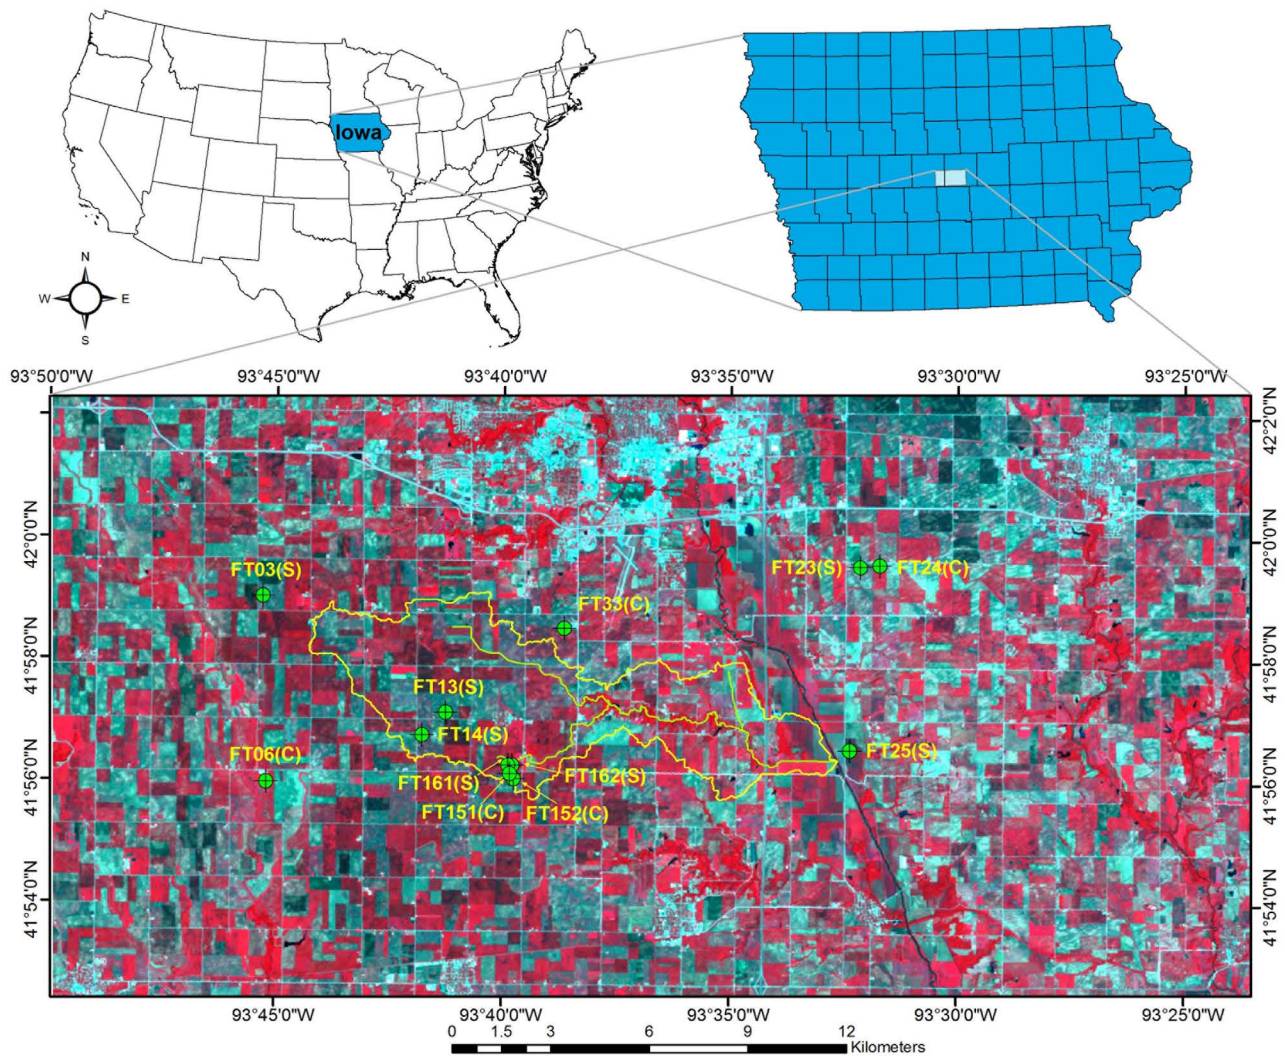 Iowa
N
W E
S
93°50'0"W 93°45'0"W 93°40'0"W 93°35'0"W 93°30'0"W 93°25'0"W
42°2'0"N
42°0'0"N
42°0'0"N
FT03(S)
FT23(S)
FT24(C)
FT33(C)
41°58'0"N
41°58'0"N
FT13(S)
FT14(S)
FT25(S)
FT06(C)
FT161(S)
FT162(S)
41°56'0"N
41°56'0"N
FT151(C)
FT152(C)
41°54'0"N
41°54'0"N
93°45'0"W 93°40'0"W 93°35'0"W 93°30'0"W 93°25'0"W
0 1.5 3 6 9 12
Kilometers